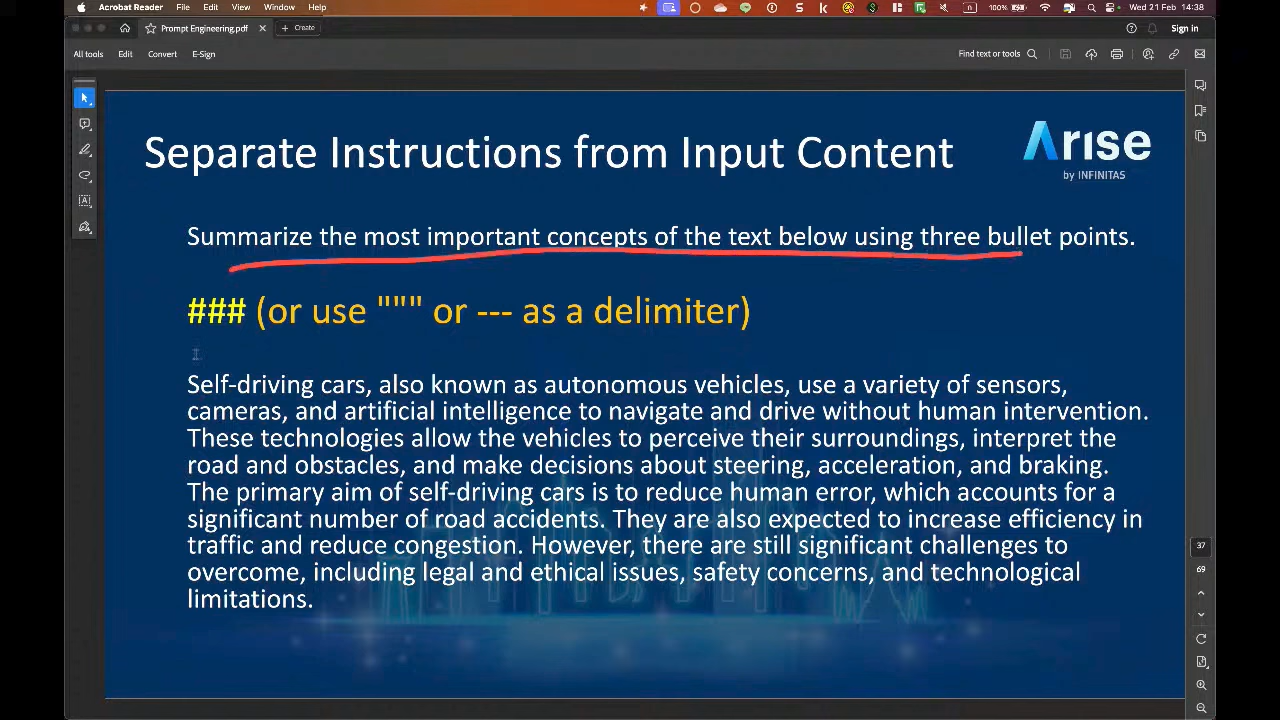 Acrobat Reader File Edit View Window Help 100% Wed 21 Feb 14:38
Prompt Engineering.pdf Create Sign in
All tools Edit Convert E-Sign Find text or tools
Separate Instructions from Input Content
Arise
by INFINITAS
Summarize the most important concepts of the text below using three bullet points.
### (or use """ or --- as a delimiter)
Self-driving cars, also known as autonomous vehicles, use a variety of sensors,
cameras, and artificial intelligence to navigate and drive without human intervention.
These technologies allow the vehicles to perceive their surroundings, interpret the
road and obstacles, and make decisions about steering, acceleration, and braking.
The primary aim of self-driving cars is to reduce human error, which accounts for a
significant number of road accidents. They are also expected to increase efficiency in
traffic and reduce congestion. However, there are still significant challenges to
overcome, including legal and ethical issues, safety concerns, and technological
limitations.
37
69